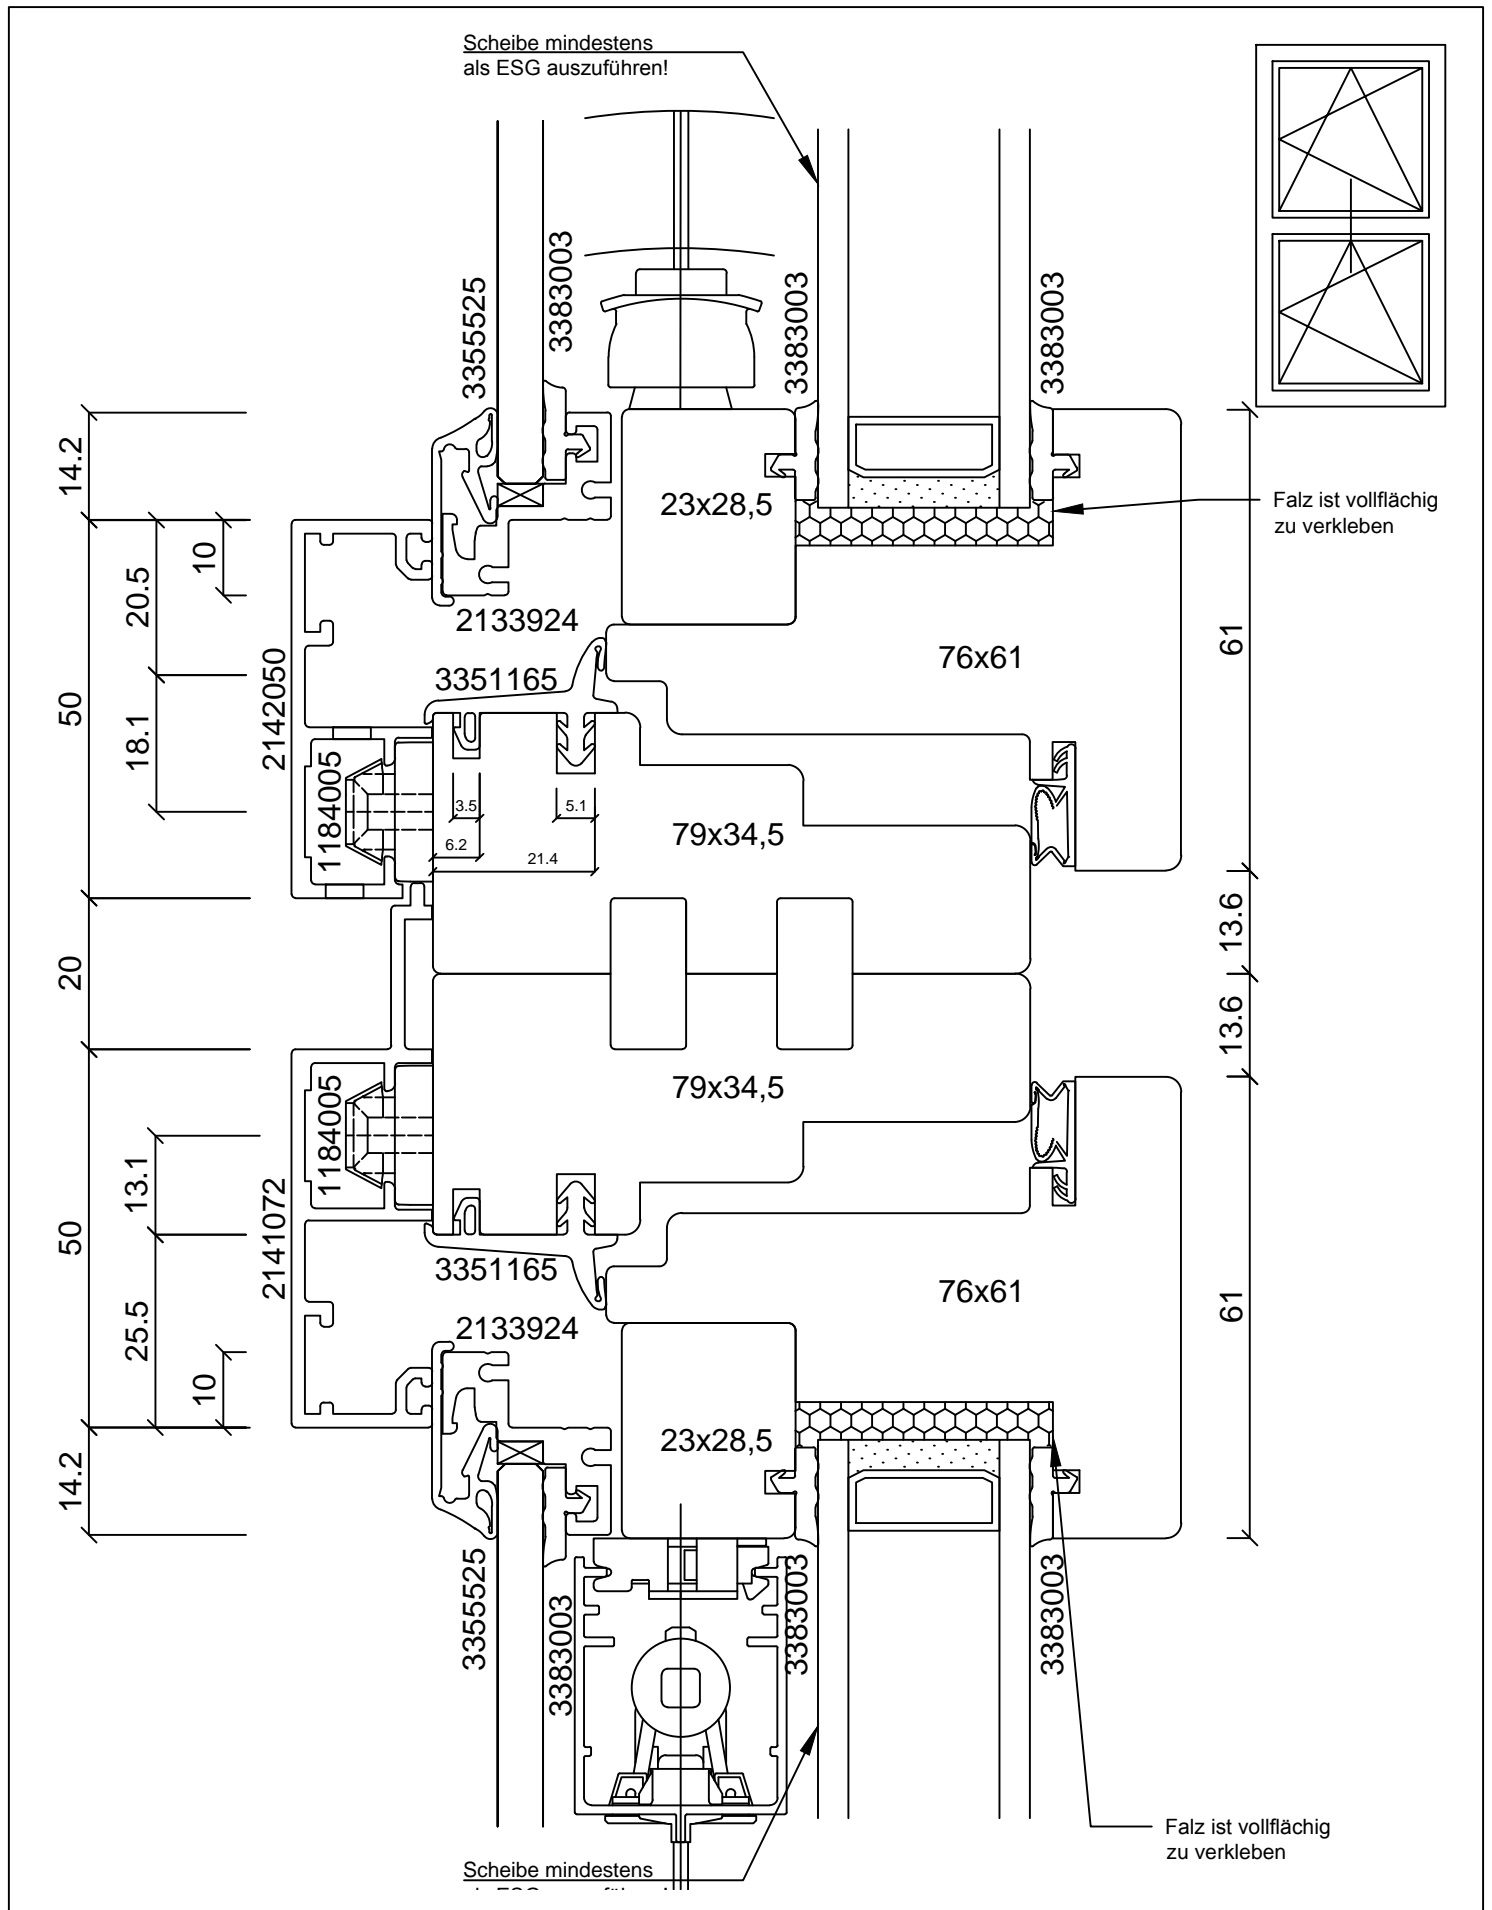 Scheibe mindestens
als ESG auszuführen!
3355525
3383003
3383003
3383003
14.2
23x28,5
Falz ist vollflächig
zu verkleben
10
20.5
2133924
61
76x61
3351165
2142050
50
18.1
1184005
3.5
5.1
79x34,5
6.2
21.4
13.6
20
13.6
79x34,5
1184005
13.1
2141072
50
3351165
76x61
61
25.5
2133924
10
23x28,5
14.2
3355525
3383003
3383003
3383003
Falz ist vollflächig
zu verkleben
Scheibe mindestens